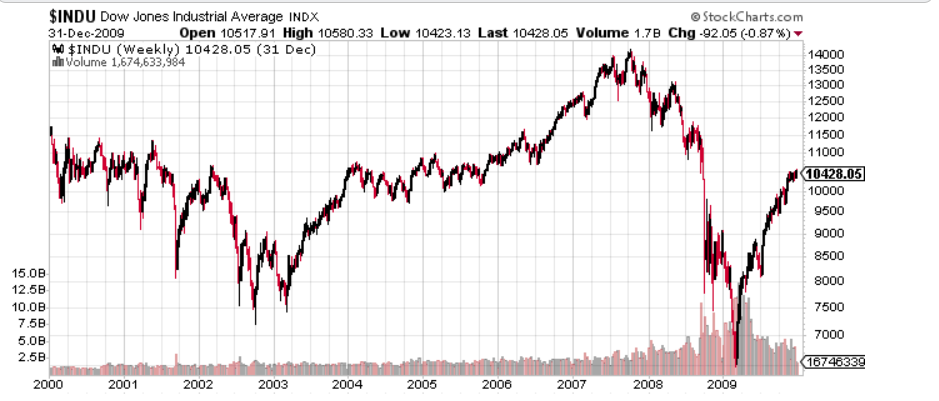 $INDU Dow Jones Industrial Average INDX
© StockCharts.com
31-Dec-2009 Open 10517.91 High 10580.33 Low 10423.13 Last 10428.05 Volume 1.7B Chg -92.05 (-0.87%)
$INDU (Weekly) 10428.05 (31 Dec)
Volume 1,674,633,984
14000
13500
13000
12500
12000
11500
11000
10428.05
10000
9500
9000
8500
8000
7500
7000
16746339
15.0B
12.5B
10.0B
7.5B
5.0B
2.5B
2000 2001 2002 2003 2004 2005 2006 2007 2008 2009